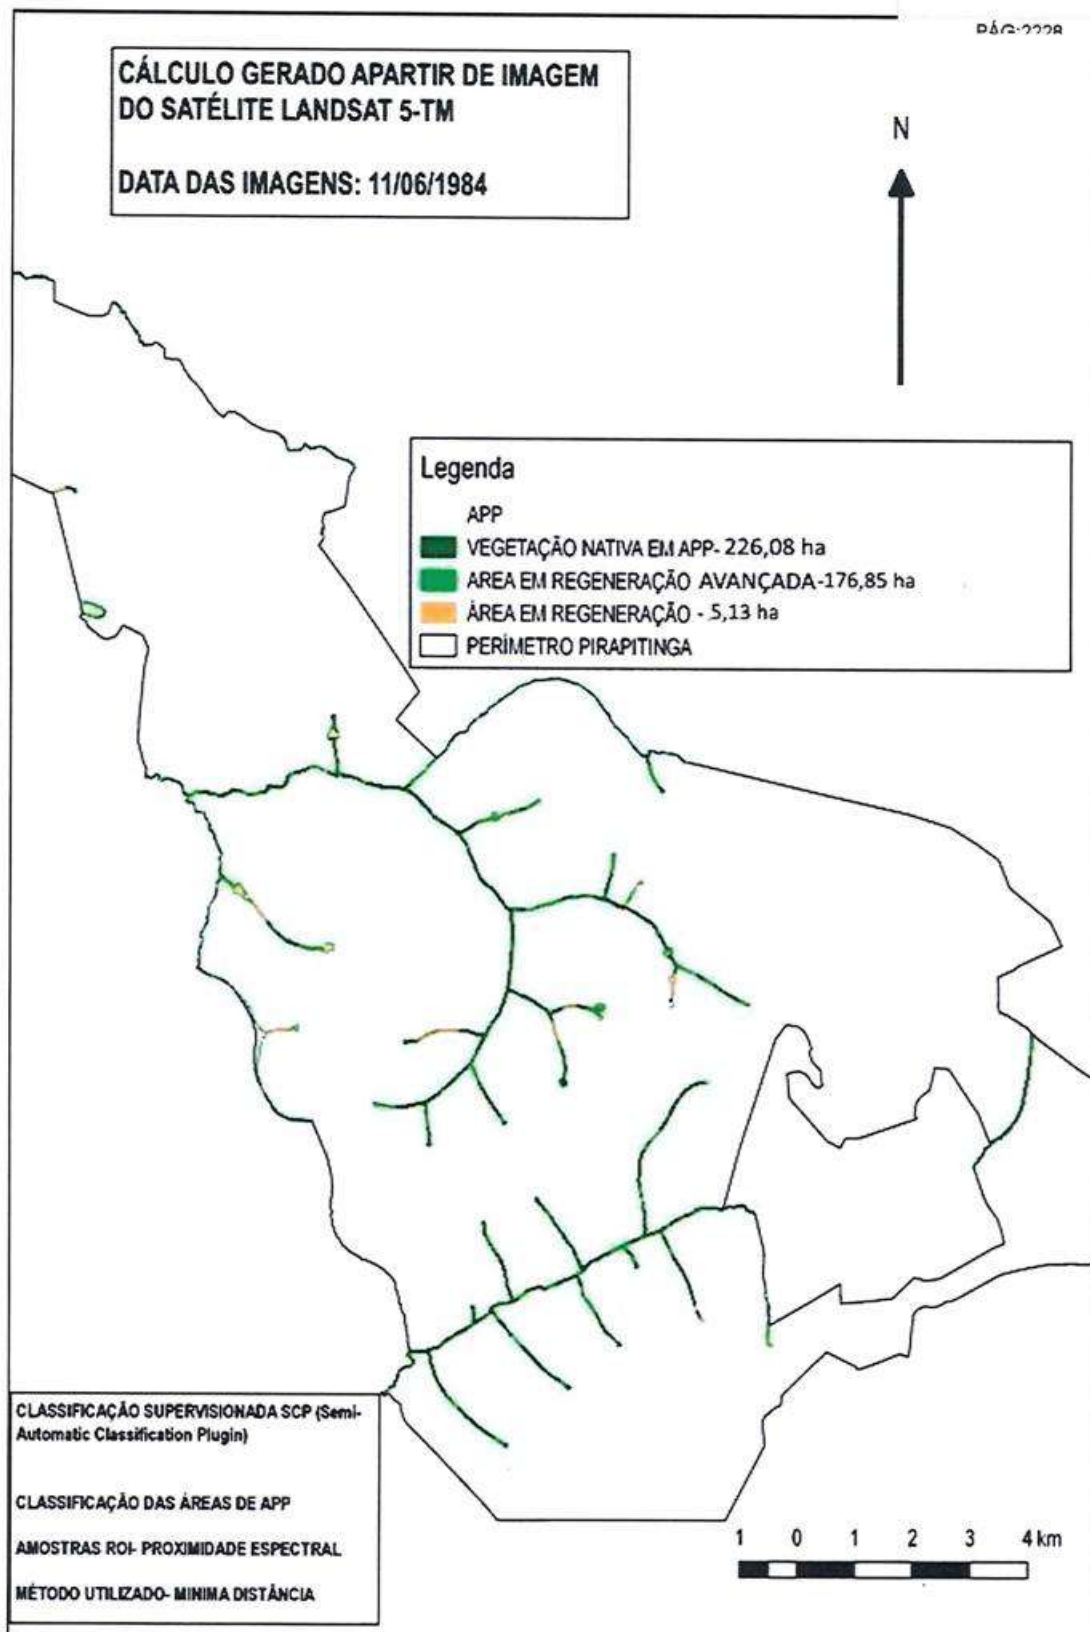 PÁG:2228
CÁLCULO GERADO APARTIR DE IMAGEM
DO SATÉLITE LANDSAT 5-TM
DATA DAS IMAGENS: 11/06/1984
N
Legenda
APP
VEGETAÇÃO NATIVA EM APP- 226,08 ha
AREA EM REGENERAÇÃO AVANÇADA-176,85 ha
ÁREA EM REGENERAÇÃO - 5,13 ha
PERÍMETRO PIRAPITINGA
CLASSIFICAÇÃO SUPERVISIONADA SCP (Semi-
Automatic Classification Plugin)
CLASSIFICAÇÃO DAS ÁREAS DE APP
AMOSTRAS ROI- PROXIMIDADE ESPECTRAL
MÉTODO UTILIZADO- MINIMA DISTÂNCIA
1 0 1 2 3 4 km